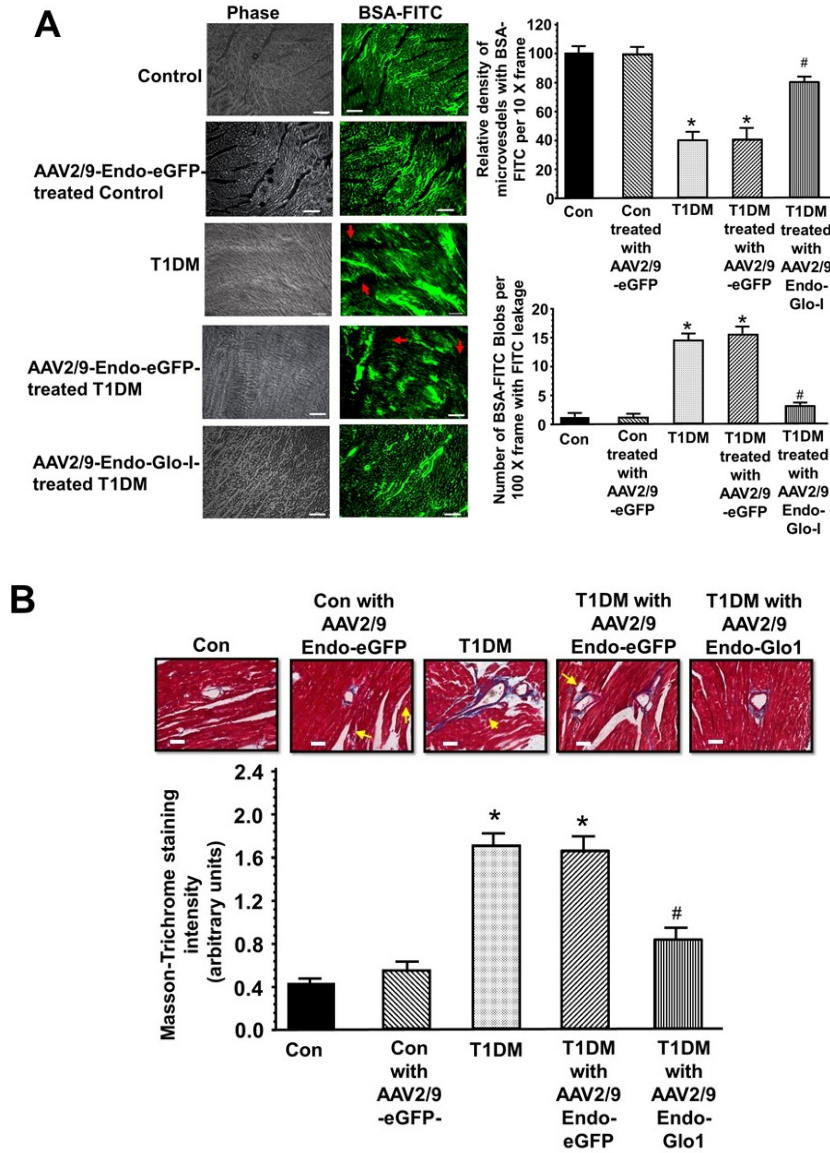 A
Phase
BSA-FITC
Control
AAV2/9-Endo-eGFP-
treated Control
T1DM
AAV2/9-Endo-eGFP-
treated T1DM
AAV2/9-Endo-Glo-I-
treated T1DM
Relative density of
microvesdels with BSA-
FITC per 10 X frame
120
100
80
60
40
20
0
*
*
#
Con
Con
treated
with
AAV2/9
-eGFP
T1DM
T1DM
treated
with
AAV2/9
-eGFP
T1DM
treated
with
AAV2/9
Endo-
Glo-I
Number of BSA-FITC Blobs per
100 X frame with FITC leakage
20
15
10
5
0
*
*
#
Con
Con
treated
with
AAV2/9
-eGFP
T1DM
T1DM
treated
with
AAV2/9
-eGFP
T1DM
treated
with
AAV2/9
Endo-
Glo-I
B
Con
Con with
AAV2/9
Endo-eGFP
T1DM
T1DM with
AAV2/9
Endo-eGFP
T1DM with
AAV2/9
Endo-Glo1
Masson-Trichrome staining
intensity
(arbitrary units)
2.4
2.0
1.6
1.2
0.8
0.4
0.0
*
*
#
Con
Con
with
AAV2/9
-eGFP-
T1DM
T1DM
with
AAV2/9
Endo-
eGFP
T1DM
with
AAV2/9
Endo-
Glo1